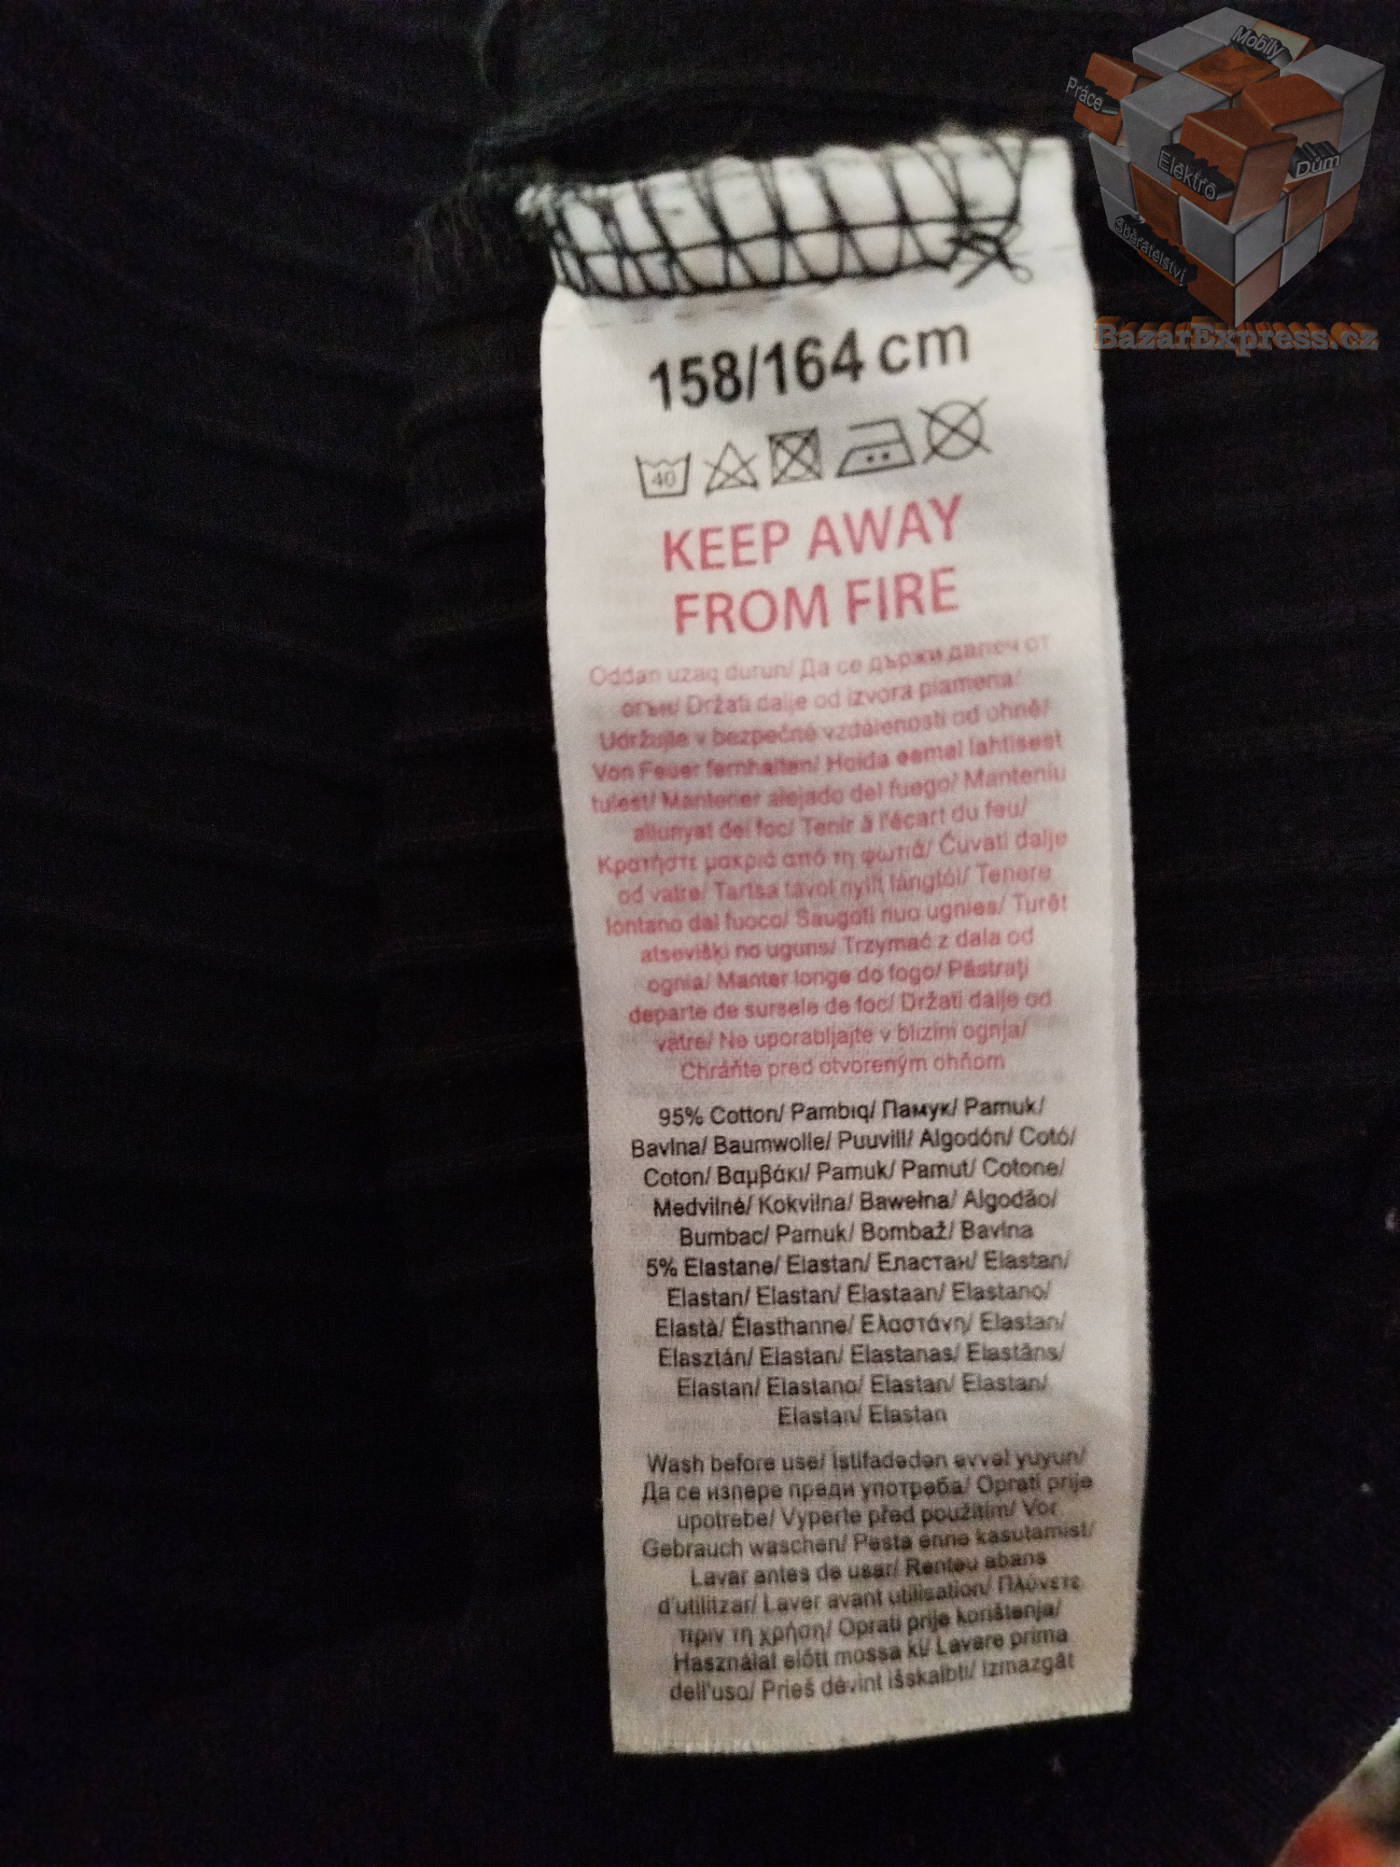 Mobily
Práce
Elektro
Dům
Sběratelství
BazarExpress.cz
158/164 cm
40
KEEP AWAY
FROM FIRE
Oddan uzaq durun/ Да се държи далеч от
огън/ Držati dalje od izvora plamena/
Udržujte v bezpečné vzdálenosti od ohně/
Von Feuer fernhalten/ Hoida eemal lahtisest
tulest/ Mantener alejado del fuego/ Manteniu
allunyat del foc/ Tenir à l'écart du feu/
Κρατήστε μακριά από τη φωτιά/ Čuvati dalje
od vatre/ Tartsa távol nyílt lángtól/ Tenere
lontano dal fuoco/ Saugoti nuo ugnies/ Turēt
atsevišķi no uguns/ Trzymać z dala od
ognia/ Manter longe do fogo/ Păstrați
departe de sursele de foc/ Držati dalje od
vatre/ Ne uporabljajte v bližini ognja/
Chráňte pred otvoreným ohňom
95% Cotton/ Pambıq/ Памук/ Pamuk/
Bavlna/ Baumwolle/ Puuvill/ Algodón/ Cotó/
Coton/ Βαμβάκι/ Pamuk/ Pamut/ Cotone/
Medvilné/ Kokvilna/ Bawełna/ Algodão/
Bumbac/ Pamuk/ Bombaž/ Bavlna
5% Elastane/ Elastan/ Еластан/ Elastan/
Elastan/ Elastan/ Elastaan/ Elastano/
Elastà/ Élasthanne/ Ελαστάνη/ Elastan/
Elasztán/ Elastan/ Elastanas/ Elastāns/
Elastan/ Elastano/ Elastan/ Elastan/
Elastan/ Elastan
Wash before use/ İstifadədən əvvəl yuyun/
Да се изпере преди употреба/ Oprati prije
upotrebe/ Vyperte před použitím/ Vor
Gebrauch waschen/ Pesta enne kasutamist/
Lavar antes de usar/ Renteu abans
d'utilitzar/ Laver avant utilisation/ Πλύνετε
πριν τη χρήση/ Oprati prije korištenja/
Használat előtt mossa ki/ Lavare prima
dell'uso/ Prieš dėvint išskalbti/ Izmazgāt